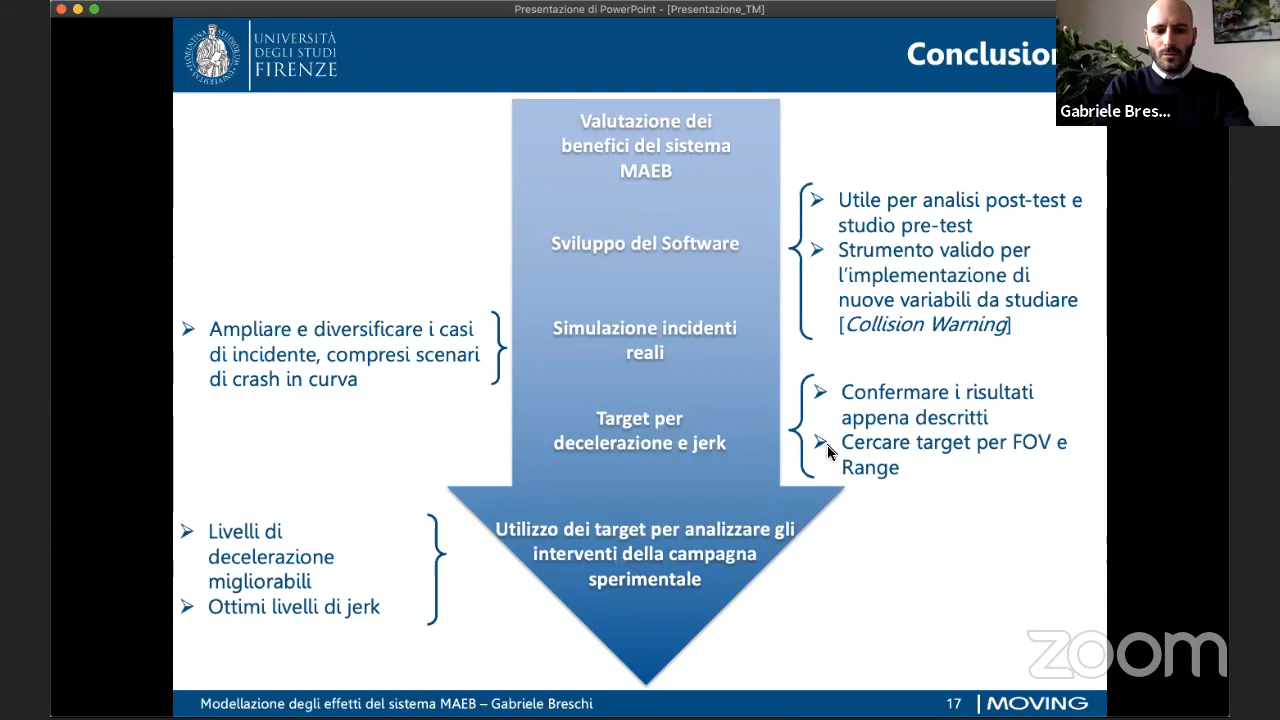 Presentazione di PowerPoint - [Presentazione_TM]
UNIVERSITÀ
DEGLI STUDI
FIRENZE
Conclusion
Gabriele Bres...
Valutazione dei
benefici del sistema
MAEB
Sviluppo del Software
➢ Utile per analisi post-test e
studio pre-test
➢ Strumento valido per
l’implementazione di
nuove variabili da studiare
[Collision Warning]
➢ Ampliare e diversificare i casi
di incidente, compresi scenari
di crash in curva
Simulazione incidenti
reali
Target per
decelerazione e jerk
➢ Confermare i risultati
appena descritti
➢ Cercare target per FOV e
Range
➢ Livelli di
decelerazione
migliorabili
➢ Ottimi livelli di jerk
Utilizzo dei target per analizzare gli
interventi della campagna
sperimentale
zoom
Modellazione degli effetti del sistema MAEB – Gabriele Breschi
17
MOVING